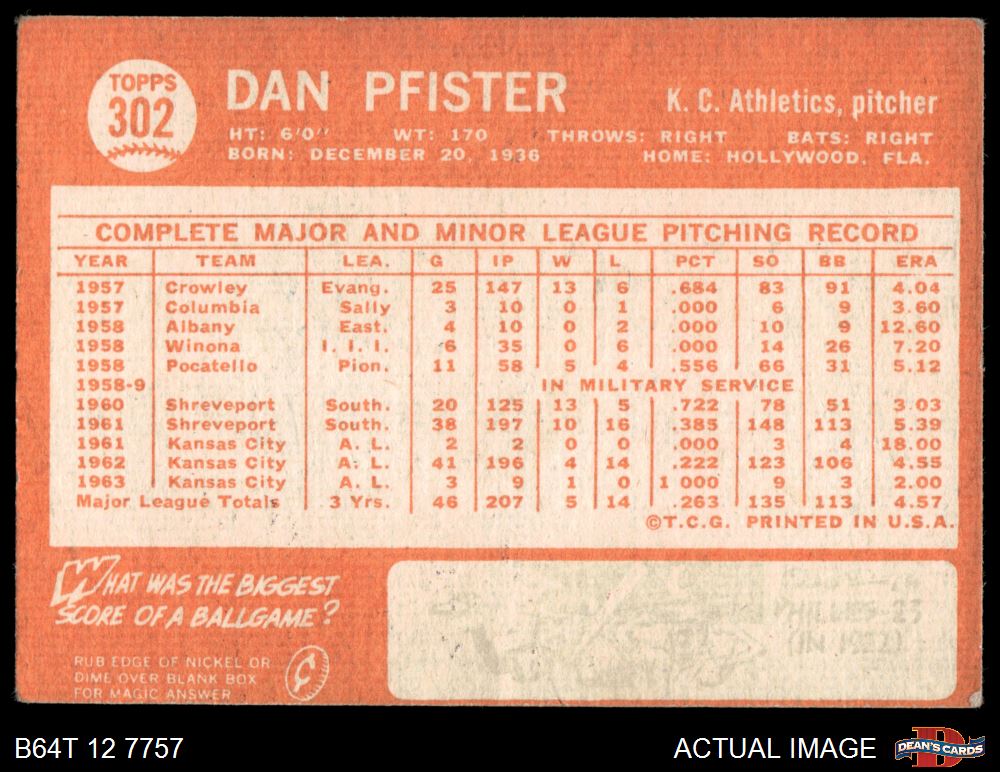 TOPPS
302
DAN PFISTER
K. C. Athletics, pitcher
HT: 6'0" WT: 170 THROWS: RIGHT BATS: RIGHT
BORN: DECEMBER 20, 1936 HOME: HOLLYWOOD, FLA.
COMPLETE MAJOR AND MINOR LEAGUE PITCHING RECORD
YEAR TEAM LEA. G IP W L PCT SO BB ERA
1957 Crowley Evang. 25 147 13 6 .684 83 91 4.04
1957 Columbia Sally 3 10 0 1 .000 6 9 3.60
1958 Albany East. 4 10 0 2 .000 10 9 12.60
1958 Winona I. I. I. 6 35 0 6 .000 14 26 7.20
1958 Pocatello Pion. 11 58 5 4 .556 66 31 5.12
1958-9 IN MILITARY SERVICE
1960 Shreveport South. 20 125 13 5 .722 78 51 3.03
1961 Shreveport South. 38 197 10 16 .385 148 113 5.39
1961 Kansas City A. L. 2 2 0 0 .000 3 4 18.00
1962 Kansas City A. L. 41 196 4 14 .222 123 106 4.55
1963 Kansas City A. L. 3 9 1 0 1 000 9 3 2.00
Major League Totals 3 Yrs. 46 207 5 14 .263 135 113 4.57
©T.C.G. PRINTED IN U.S.A.
WHAT WAS THE BIGGEST
SCORE OF A BALLGAME?
RUB EDGE OF NICKEL OR
DIME OVER BLANK BOX
FOR MAGIC ANSWER
PHILLIES-23
(IN 1922)
B64T 12 7757
ACTUAL IMAGE
DEAN'S CARDS